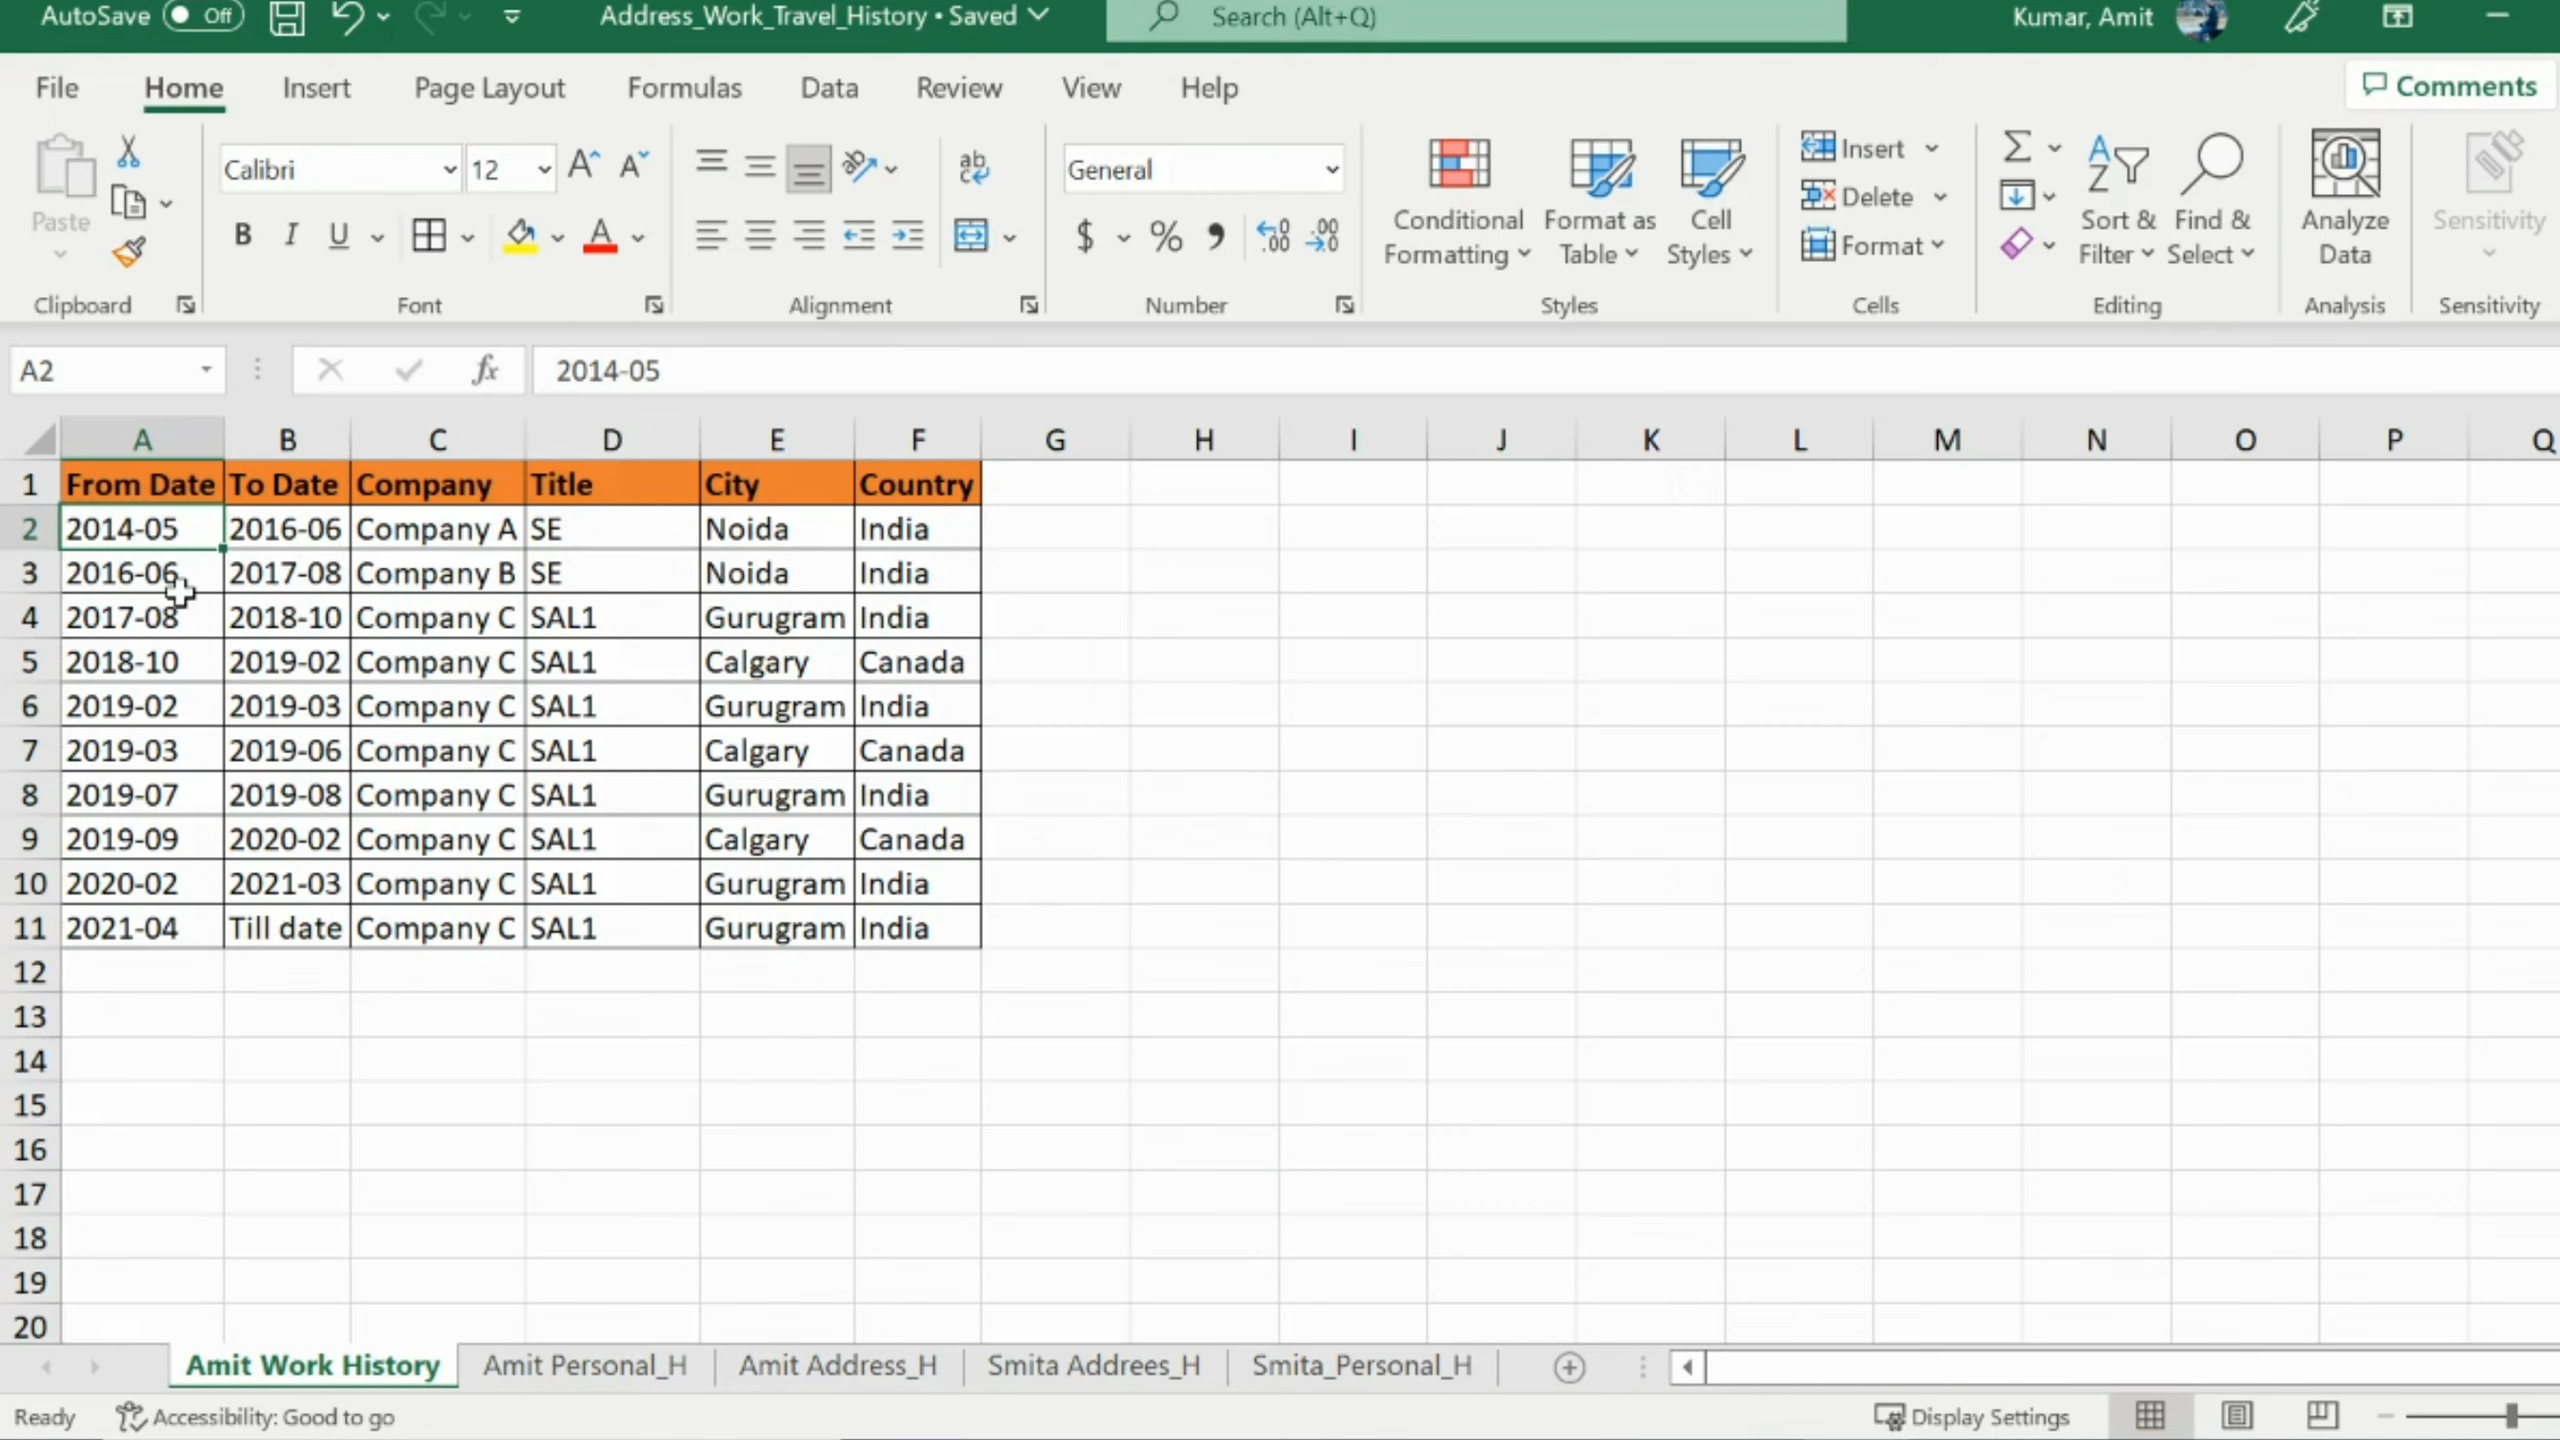 AutoSave Off Address_Work_Travel_History • Saved Search (Alt+Q) Kumar, Amit
File Home Insert Page Layout Formulas Data Review View Help Comments
Paste
Clipboard
Calibri 12
B I U A
Font
ab
Alignment
General
$ % , .00
Number
Conditional Formatting
Format as Table
Cell Styles
Styles
Insert
Delete
Format
Cells
Sort & Filter
Find & Select
Editing
Analyze Data
Analysis
Sensitivity
Sensitivity
A2 fx 2014-05
A B C D E F G H I J K L M N O P Q
1 From Date To Date Company Title City Country
2 2014-05 2016-06 Company A SE Noida India
3 2016-06 2017-08 Company B SE Noida India
4 2017-08 2018-10 Company C SAL1 Gurugram India
5 2018-10 2019-02 Company C SAL1 Calgary Canada
6 2019-02 2019-03 Company C SAL1 Gurugram India
7 2019-03 2019-06 Company C SAL1 Calgary Canada
8 2019-07 2019-08 Company C SAL1 Gurugram India
9 2019-09 2020-02 Company C SAL1 Calgary Canada
10 2020-02 2021-03 Company C SAL1 Gurugram India
11 2021-04 Till date Company C SAL1 Gurugram India
12
13
14
15
16
17
18
19
20
Amit Work History Amit Personal_H Amit Address_H Smita Addrees_H Smita_Personal_H
Ready Accessibility: Good to go Display Settings